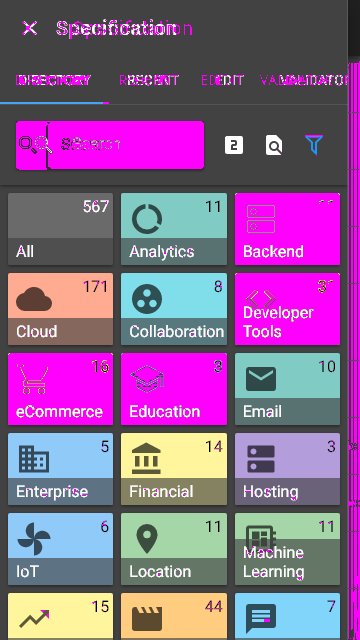 Specification
DIRECTORY RECENT EDIT VALIDATOR
Search
2
567 All
11 Analytics
Backend
171 Cloud
8 Collaboration
Developer Tools
16 eCommerce
3 Education
10 Email
5 Enterprise
14 Financial
3 Hosting
6 IoT
11 Location
11 Machine Learning
15
44
7